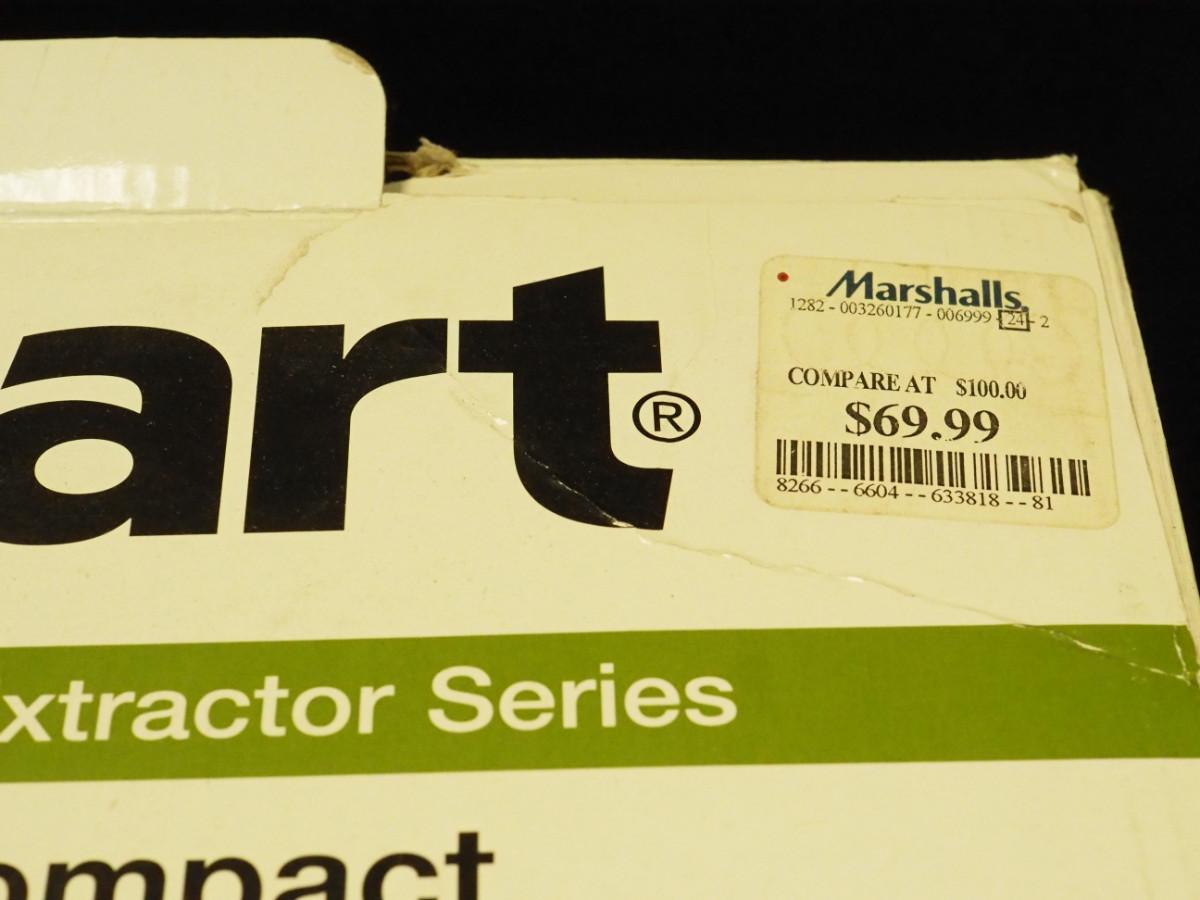 art®
Marshalls.
1282 - 003260177 - 006999 - 24 - 2
COMPARE AT $100.00
$69.99
8266 - - 6604 - - 633818 - - 81
xtractor Series
ompact